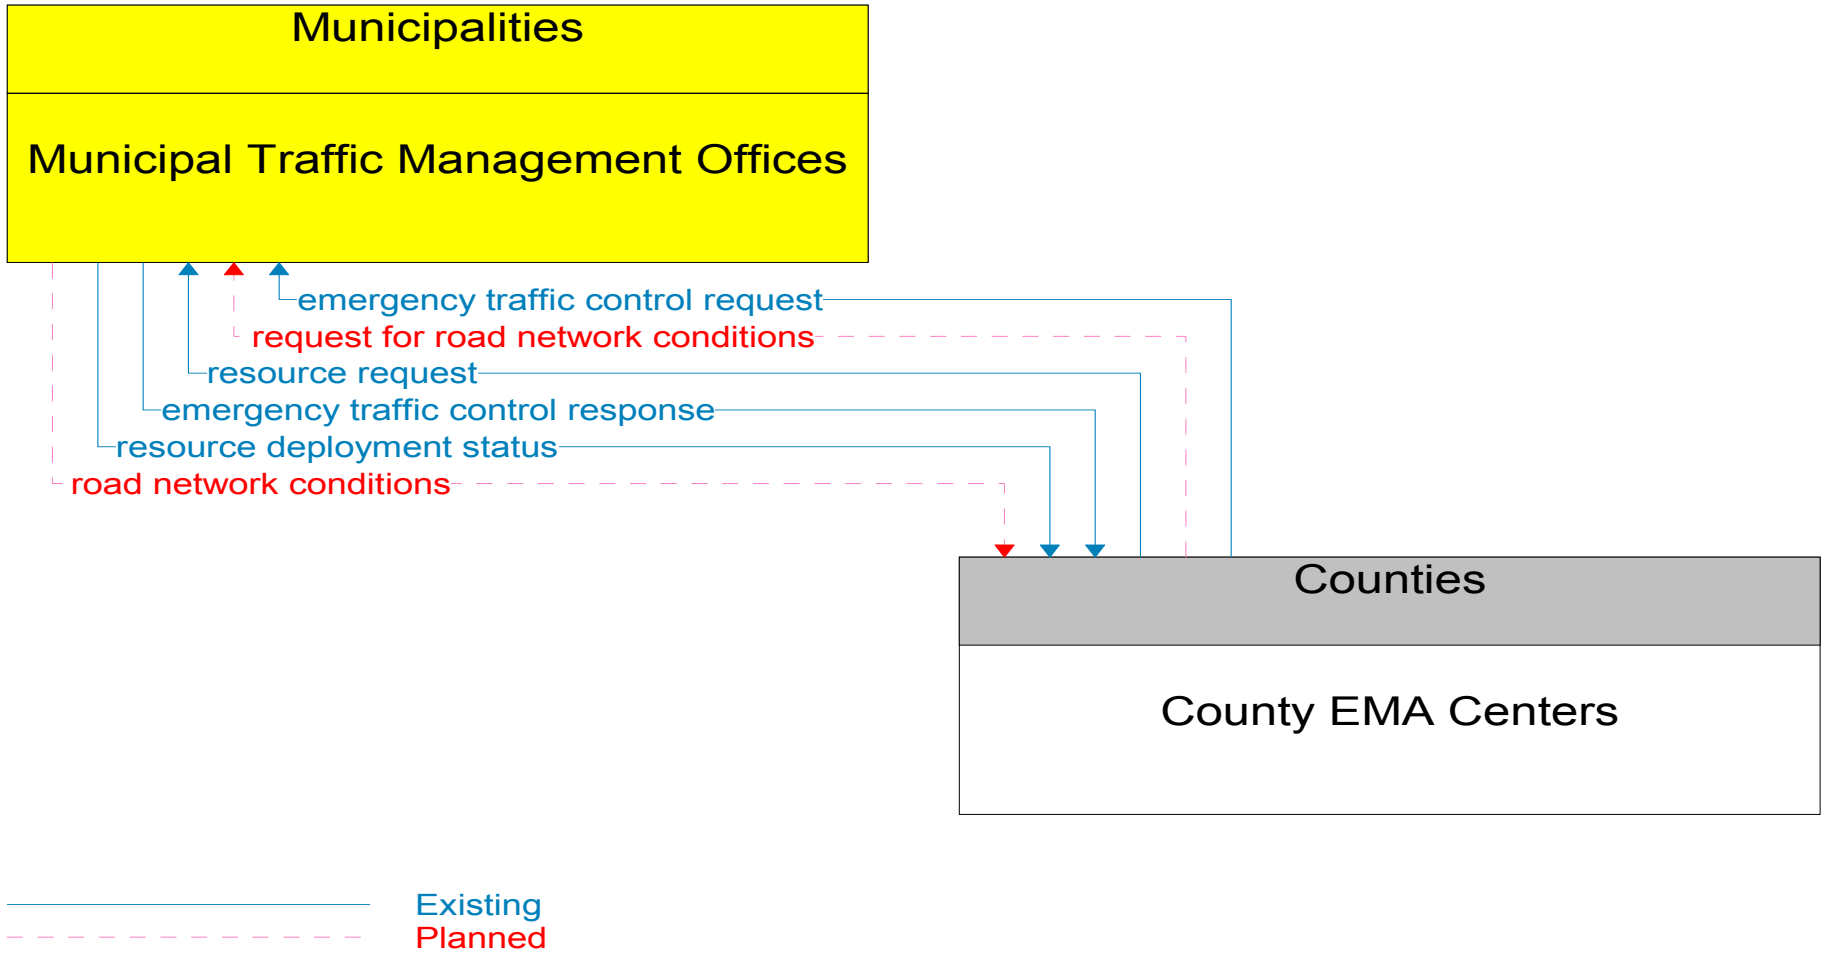 Municipalities
Municipal Traffic Management Offices
emergency traffic control request
request for road network conditions
resource request
emergency traffic control response
resource deployment status
road network conditions
Counties
County EMA Centers
Existing
Planned